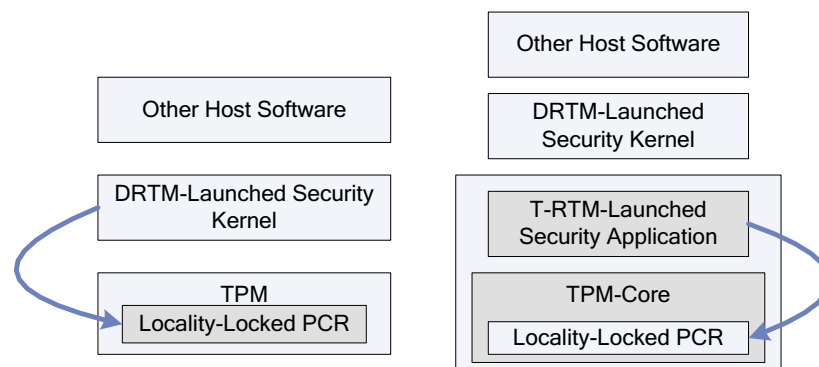 Other Host Software
DRTM-Launched Security
Kernel
TPM
Locality-Locked PCR
Other Host Software
DRTM-Launched
Security Kernel
T-RTM-Launched
Security Application
TPM-Core
Locality-Locked PCR